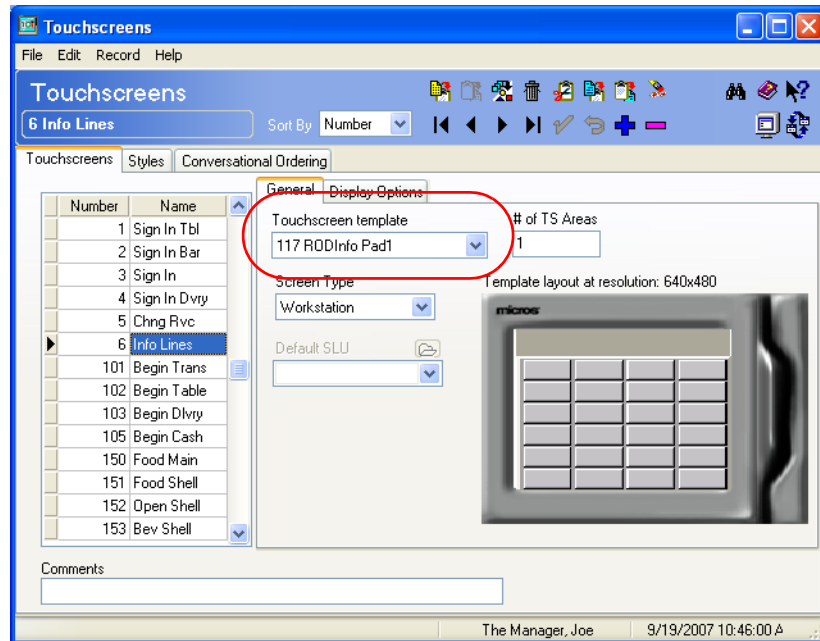 Touchscreens
File Edit Record Help
Touchscreens
6 Info Lines
Sort By Number
Touchscreens Styles Conversational Ordering
Number Name
1 Sign In Tbl
2 Sign In Bar
3 Sign In
4 Sign In Dvry
5 Chng Rvc
6 Info Lines
101 Begin Trans
102 Begin Table
103 Begin Dlvry
105 Begin Cash
150 Food Main
151 Food Shell
152 Open Shell
153 Bev Shell
General Display Options
Touchscreen template
117 RODInfo Pad1
# of TS Areas
1
Screen Type
Workstation
Default SLU
Template layout at resolution: 640x480
micros
Comments
The Manager, Joe 9/19/2007 10:46:00